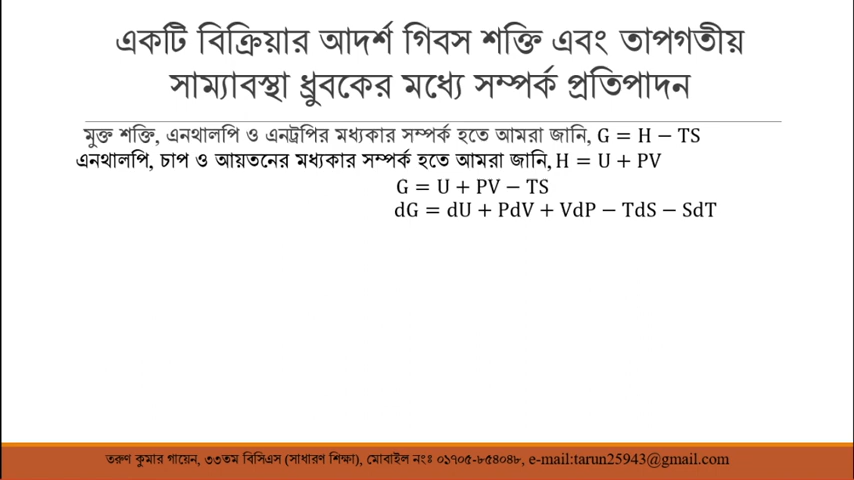 একটি বিক্রিয়ার আদর্শ গিবস শক্তি এবং তাপগতীয়
সাম্যাবস্থা ধ্রুবকের মধ্যে সম্পর্ক প্রতিপাদন
মুক্ত শক্তি, এনথালপি ও এনট্রপির মধ্যকার সম্পর্ক হতে আমরা জানি, G = H − TS
এনথালপি, চাপ ও আয়তনের মধ্যকার সম্পর্ক হতে আমরা জানি, H = U + PV
G = U + PV − TS
dG = dU + PdV + VdP − TdS − SdT
তরুণ কুমার গায়েন, ৩৩তম বিসিএস (সাধারণ শিক্ষা), মোবাইল নংঃ ০১৭০৫-৮৫৪০৪৮, e-mail:tarun25943@gmail.com